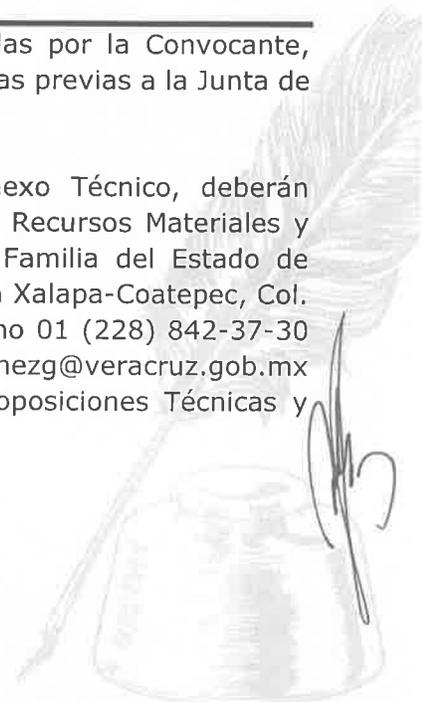 das por la Convocante,
as previas a la Junta de
exo Técnico, deberán
Recursos Materiales y
Familia del Estado de
Xalapa-Coatepec, Col.
no 01 (228) 842-37-30
nezg@veracruz.gob.mx
oposiciones Técnicas y